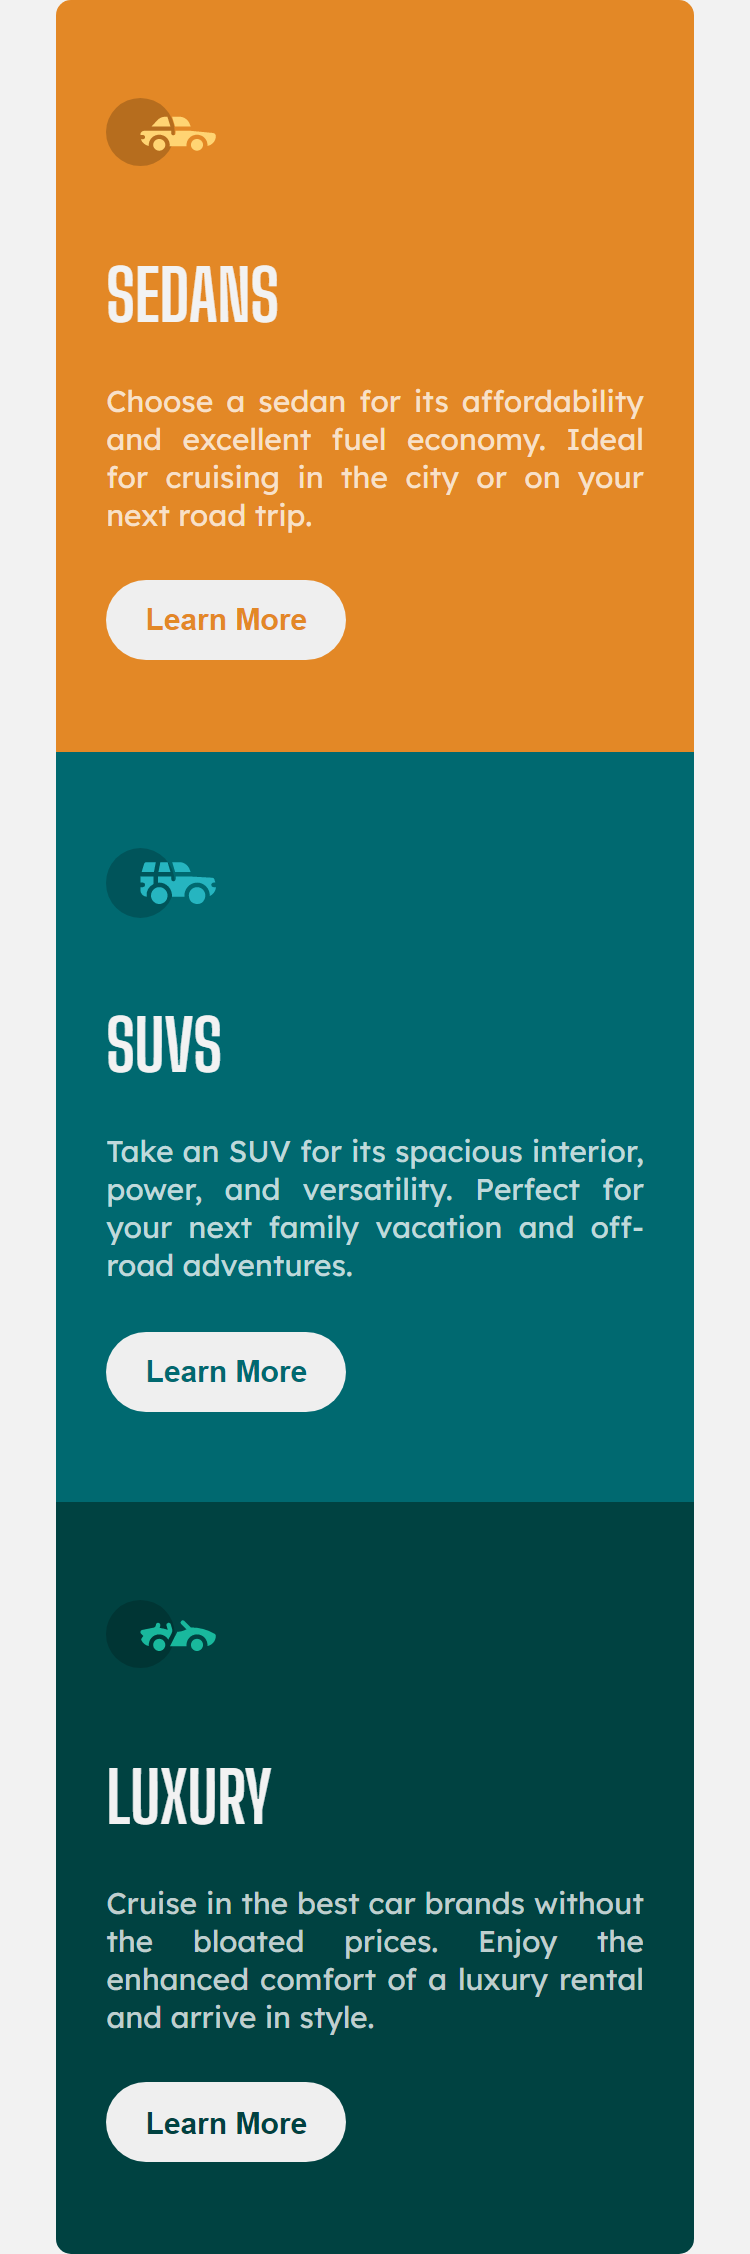 SEDANS
Choose a sedan for its affordability
and excellent fuel economy. Ideal
for cruising in the city or on your
next road trip.
Learn More
SUVS
Take an SUV for its spacious interior,
power, and versatility. Perfect for
your next family vacation and off-
road adventures.
Learn More
LUXURY
Cruise in the best car brands without
the bloated prices. Enjoy the
enhanced comfort of a luxury rental
and arrive in style.
Learn More